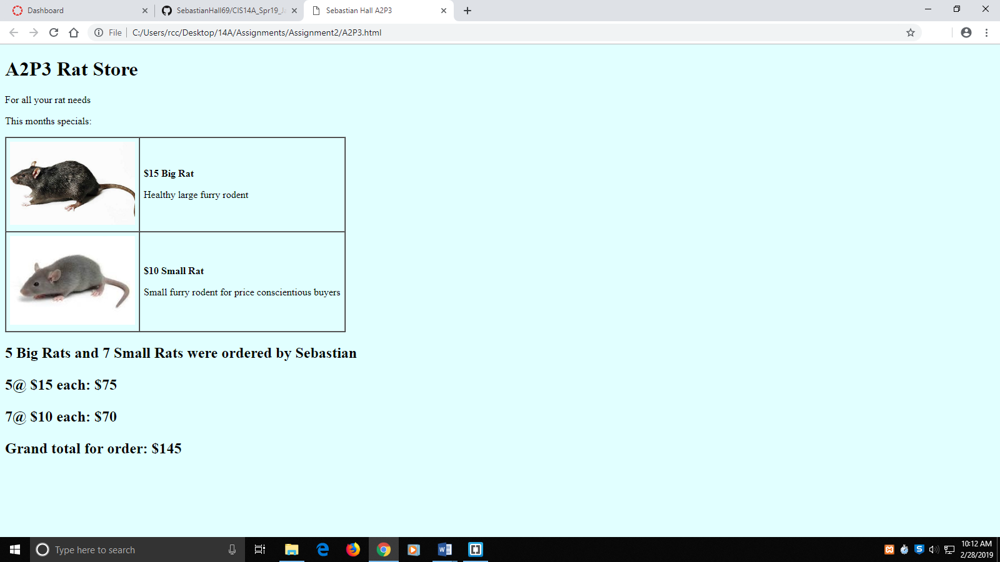 Dashboard
SebastianHall69/CIS14A_Spr19_Ja
Sebastian Hall A2P3
File
C:/Users/rcc/Desktop/14A/Assignments/Assignment2/A2P3.html
A2P3 Rat Store
For all your rat needs
This months specials:
$15 Big Rat
Healthy large furry rodent
$10 Small Rat
Small furry rodent for price conscientious buyers
5 Big Rats and 7 Small Rats were ordered by Sebastian
5@ $15 each: $75
7@ $10 each: $70
Grand total for order: $145
Type here to search
10:12 AM
2/28/2019